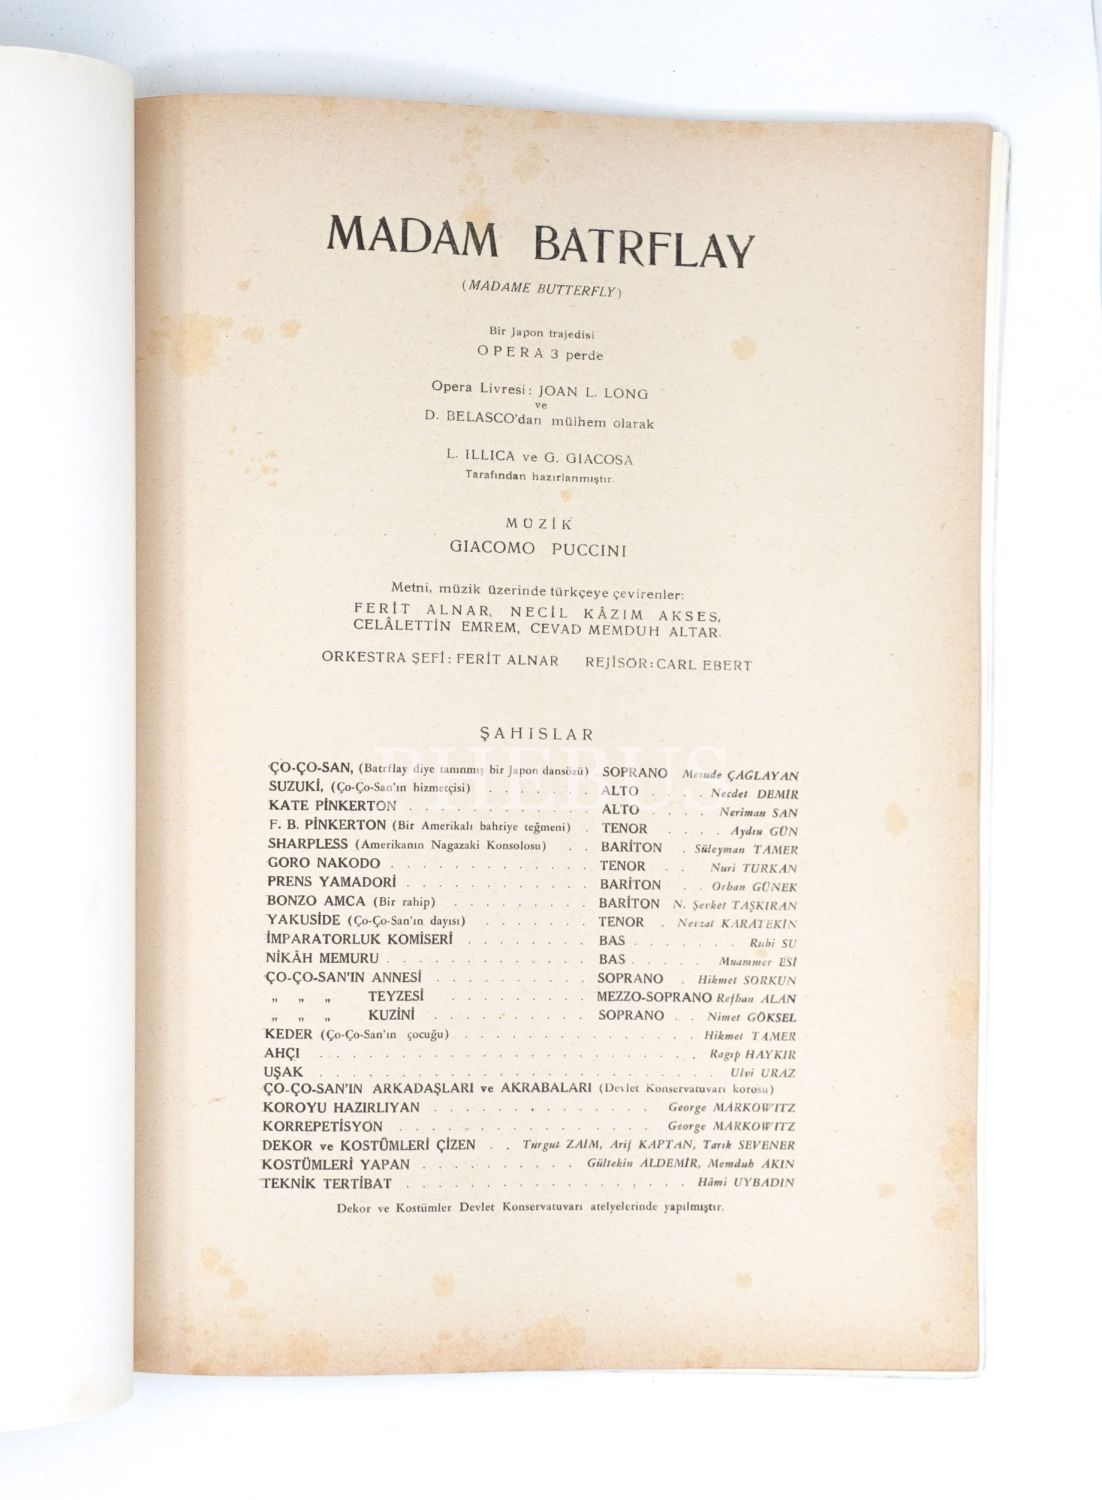 MADAM BATRFLAY
(MADAME BUTTERFLY)
Bir Japon trajedisi
OPERA 3 perde
Opera Livresi: JOAN L. LONG
ve
D. BELASCO'dan mülhem olarak
L. ILLICA ve G. GIACOSA
Tarafından hazırlanmıştır.
MÜZİK
GIACOMO PUCCINI
Metni, müzik üzerinde türkçeye çevirenler:
FERİT ALNAR, NECİL KÂZIM AKSES,
CELÂLETTİN EMREM, CEVAD MEMDUH ALTAR.
ORKESTRA ŞEFİ: FERİT ALNAR REJİSÖR: CARL EBERT
ŞAHISLAR
PHEBUS
ÇO-ÇO-SAN, (Batrflay diye tanınmış bir Japon dansözü) SOPRANO Mesude ÇAĞLAYAN
SUZUKİ, (Ço-Ço-San'ın hizmetçisi) . . . . . . . ALTO . . . . Necdet DEMİR
KATE PİNKERTON . . . . . . . . . . . ALTO . . . . Neriman SAN
F. B. PİNKERTON (Bir Amerikalı bahriye teğmeni) . TENOR . . . . Aydın GÜN
SHARPLESS (Amerikanın Nagazaki Konsolosu) . . BARİTON . Süleyman TAMER
GORO NAKODO . . . . . . . . . . . . TENOR . . Nuri TURKAN
PRENS YAMADORİ . . . . . . . . . . . BARİTON . . Orhan GÜNEK
BONZO AMCA (Bir rahip) . . . . . . . . . BARİTON N. Şevket TAŞKIRAN
YAKUSİDE (Ço-Ço-San'ın dayısı) . . . . . . . TENOR . Nevzat KARATEKİN
İMPARATORLUK KOMİSERİ . . . . . . . . BAS . . . . . . . Ruhi SU
NİKÂH MEMURU . . . . . . . . . . . . BAS . . . . . Muammer ESİ
ÇO-ÇO-SAN'IN ANNESİ . . . . . . . . . SOPRANO . Hikmet SORKUN
„ „ „ TEYZESİ . . . . . . . . MEZZO-SOPRANO Refhan ALAN
„ „ „ KUZİNİ . . . . . . . . . SOPRANO . . Nimet GÖKSEL
KEDER (Ço-Ço-San'ın çocuğu) . . . . . . . . . . . . . . . Hikmet TAMER
AHÇI . . . . . . . . . . . . . . . . . . . . . . . Ragıp HAYKIR
UŞAK . . . . . . . . . . . . . . . . . . . . . . . . Ulvi URAZ
ÇO-ÇO-SAN'IN ARKADAŞLARI ve AKRABALARI (Devlet Konservatuvarı korosu)
KOROYU HAZIRLIYAN . . . . . . . . . . . . . George MARKOWITZ
KORREPETİSYON . . . . . . . . . . . . . . . George MARKOWITZ
DEKOR ve KOSTÜMLERİ ÇİZEN . . Turgut ZAİM, Arif KAPTAN, Tarık SEVENER
KOSTÜMLERİ YAPAN . . . . . . . . . . Gültekin ALDEMİR, Memduh AKIN
TEKNİK TERTİBAT . . . . . . . . . . . . . . . . . Hâmi UYBADIN
Dekor ve Kostümler Devlet Konservatuvarı atelyelerinde yapılmıştır.